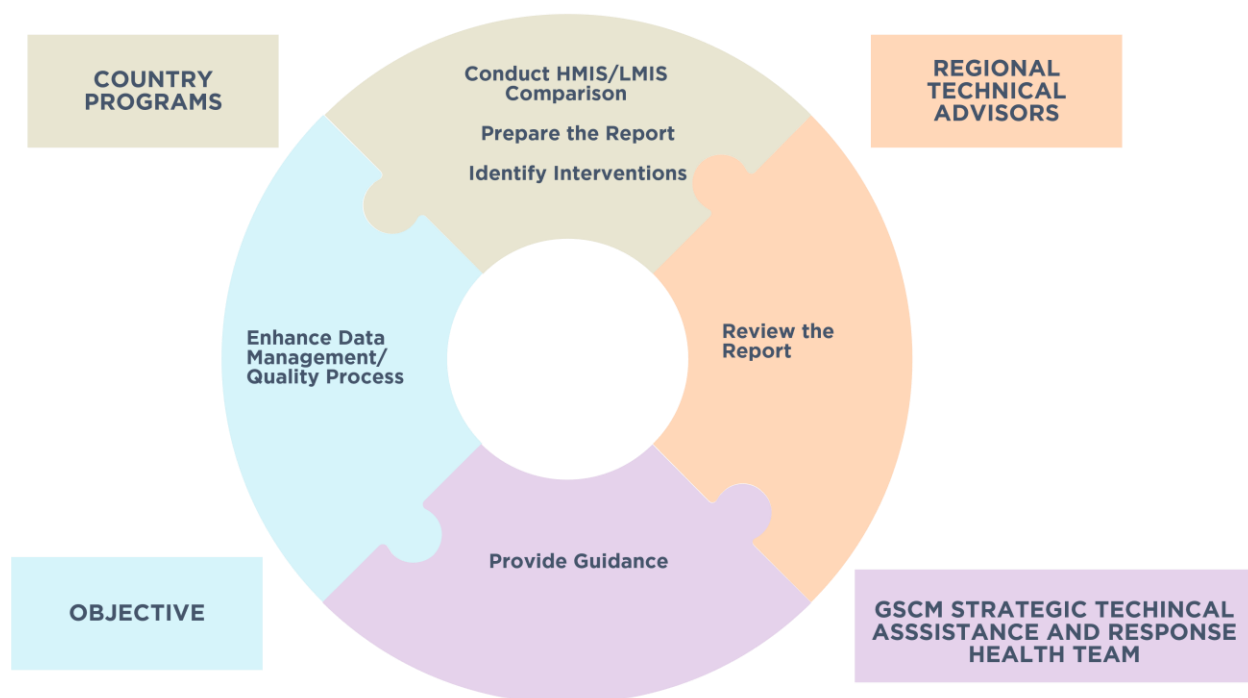 COUNTRY
PROGRAMS
Conduct HMIS/LMIS
Comparison
Prepare the Report
Identify Interventions
REGIONAL
TECHNICAL
ADVISORS
Enhance Data
Management/
Quality Process
Review the
Report
Provide Guidance
OBJECTIVE
GSCM STRATEGIC TECHINCAL
ASSSISTANCE AND RESPONSE
HEALTH TEAM